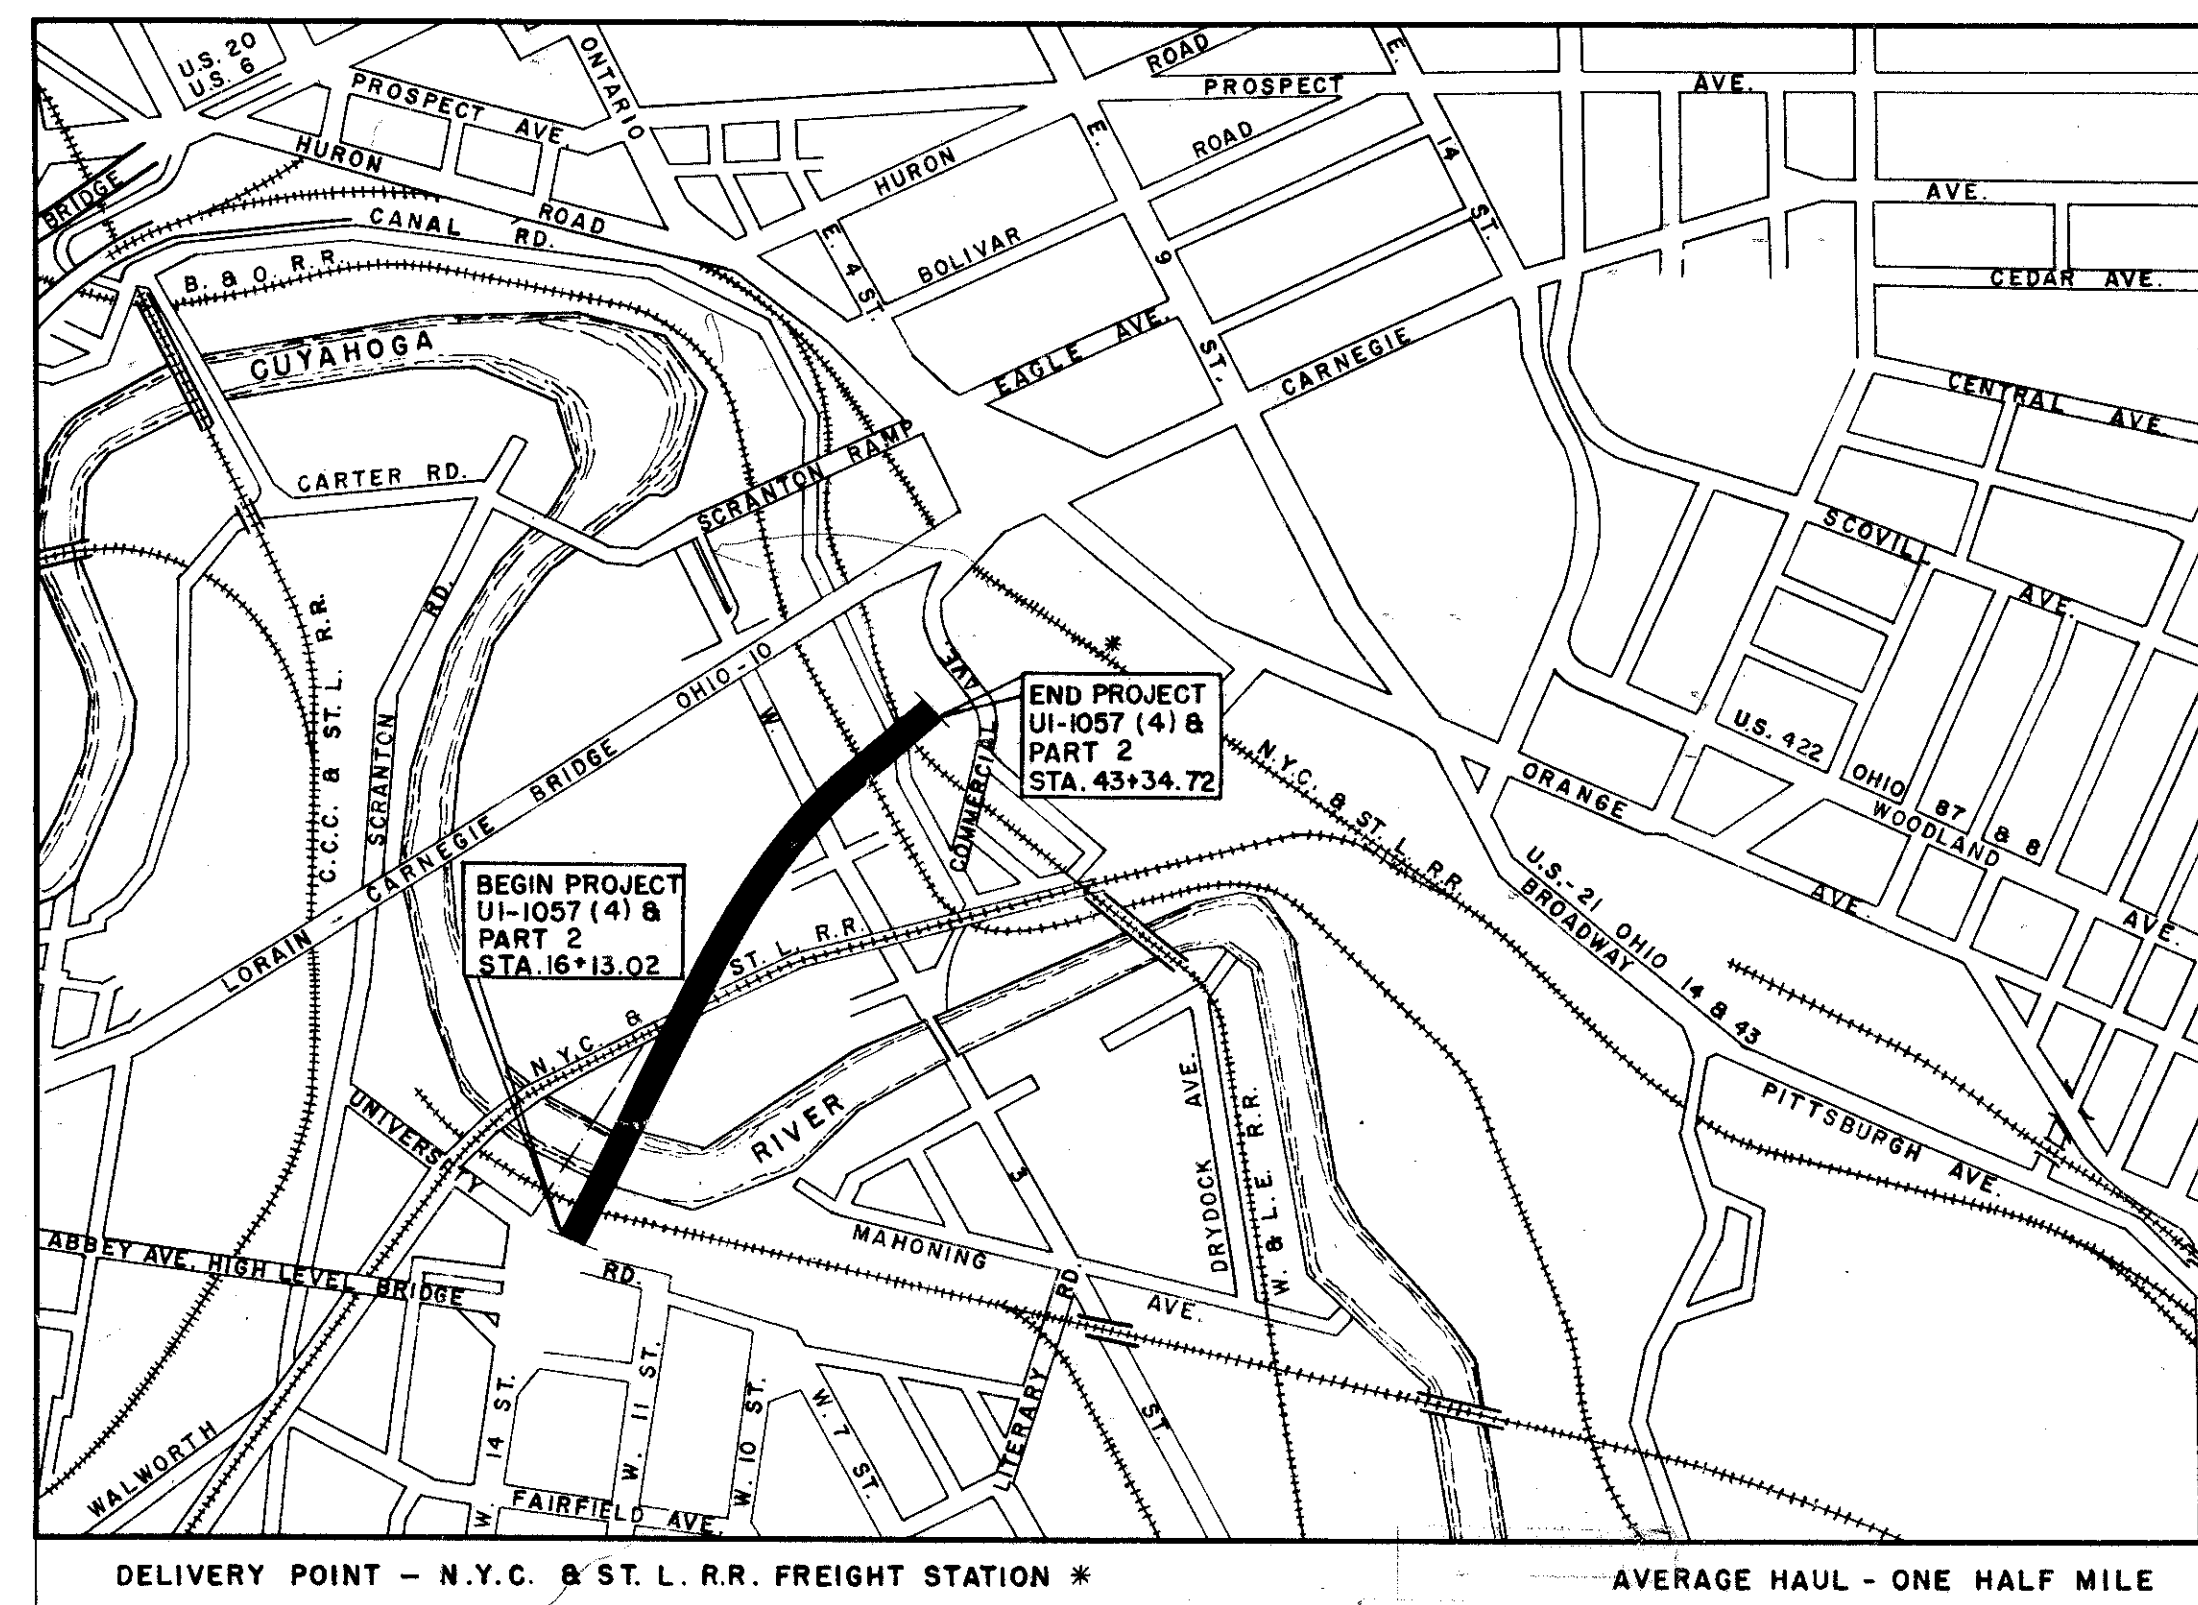 U.S. 20
U.S. 6
PROSPECT AVE.
ONTARIO
ROAD
PROSPECT AVE.
E. 14 ST.
HURON ROAD
HURON ROAD
E. 9 ST.
AVE.
BRIDGE
CANAL RD.
E. 4 ST.
BOLIVAR
B. & O. R.R.
CEDAR AVE.
CUYAHOGA
EAGLE AVE.
CARNEGIE
CENTRAL AVE.
CARTER RD.
SCRANTON RAMP
SCOVILL AVE.
C.C.C. & ST. L. R.R.
SCRANTON RD.
LORAIN - CARNEGIE BRIDGE OHIO-10
W. 3 ST.
COMMERCIAL AVE.
*
END PROJECT
UI-1057 (4) &
PART 2
STA. 43+34.72
N.Y.C. & ST. L. R.R.
U.S. 422
OHIO 87 & 8
WOODLAND AVE.
ORANGE AVE.
U.S.-21 OHIO 14 & 43
BROADWAY
BEGIN PROJECT
UI-1057 (4) &
PART 2
STA. 16+13.02
N.Y.C. & ST. L. R.R.
RIVER
UNIVERSITY RD.
DRYDOCK AVE.
W. & L.E. R.R.
PITTSBURGH AVE.
MAHONING AVE.
ABBEY AVE. HIGH LEVEL BRIDGE
LITERARY RD.
WALWORTH
W. 14 ST.
W. 11 ST.
W. 10 ST.
W. 7 ST.
FAIRFIELD AVE.
DELIVERY POINT – N.Y.C. & ST. L. R.R. FREIGHT STATION *
AVERAGE HAUL - ONE HALF MILE